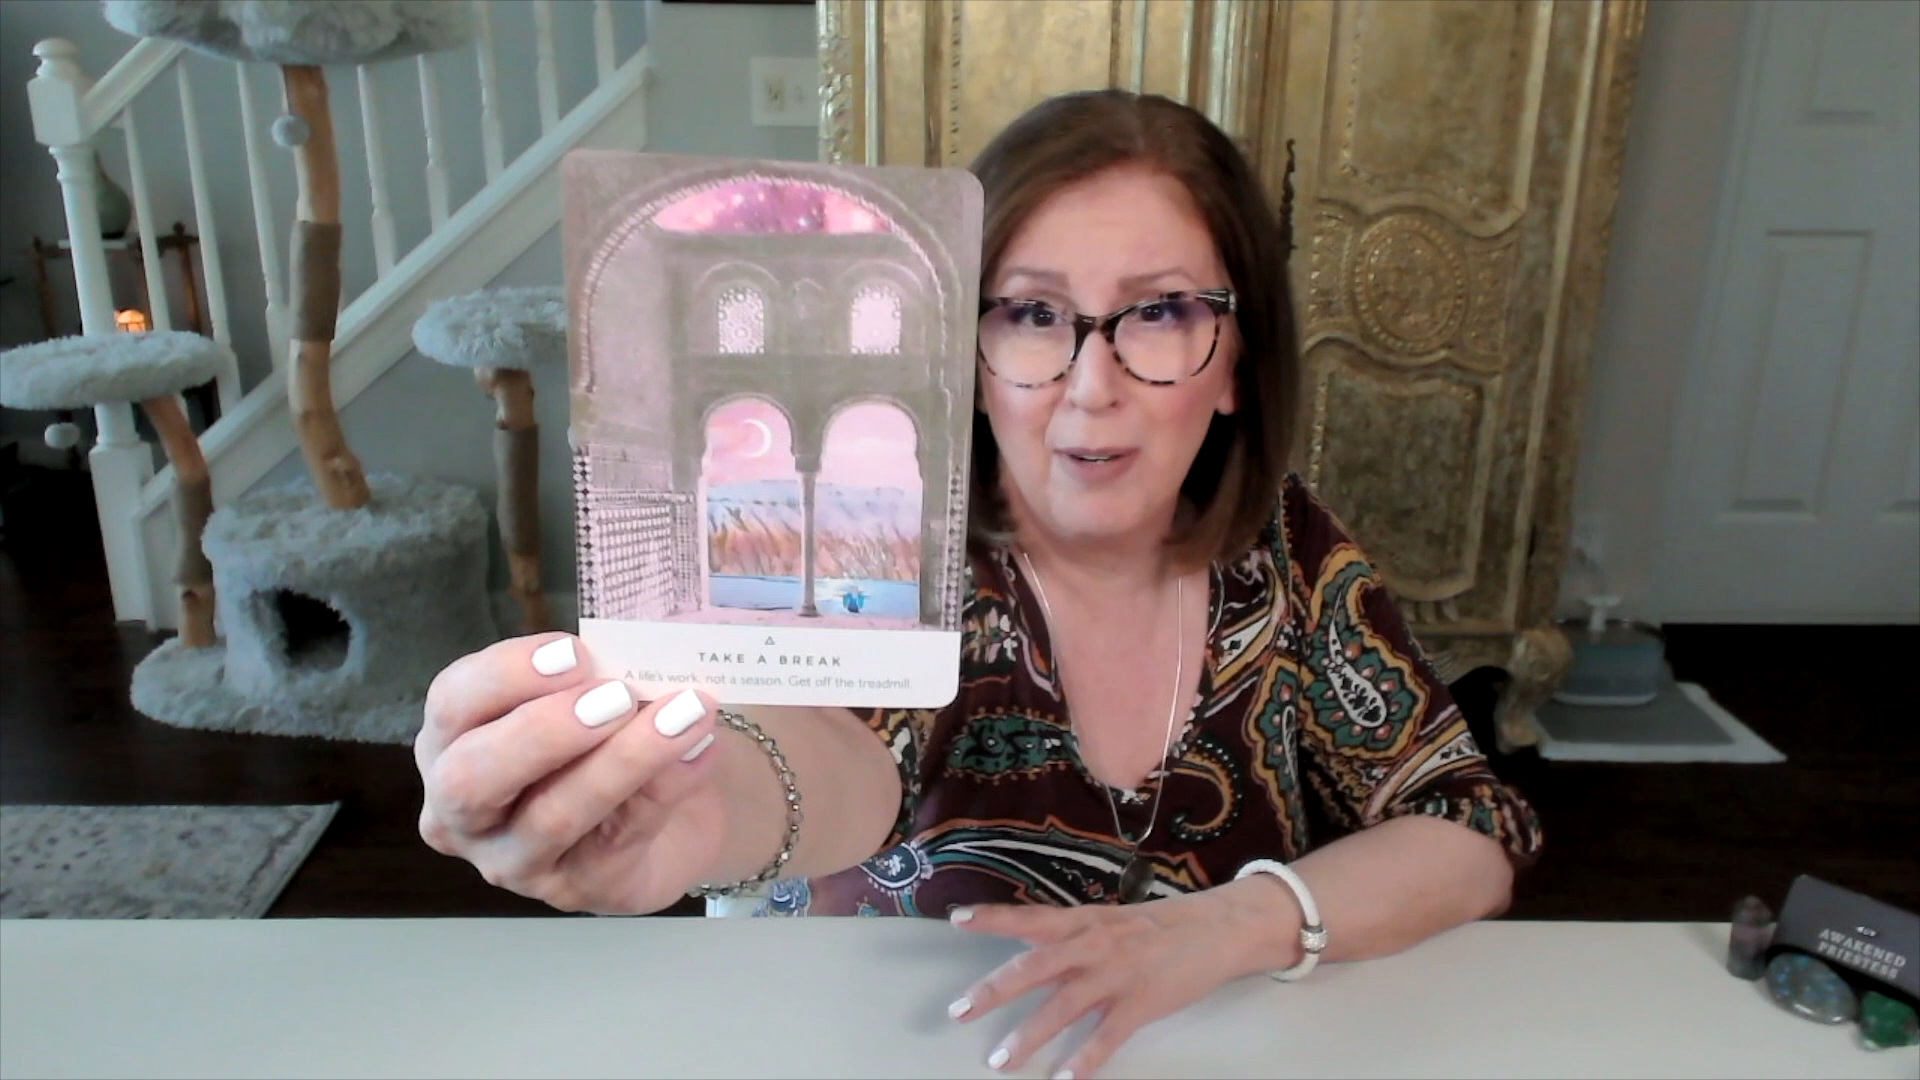 TAKE A BREAK
A life's work, not a season. Get off the treadmill.
AWAKENED
PRIESTESS